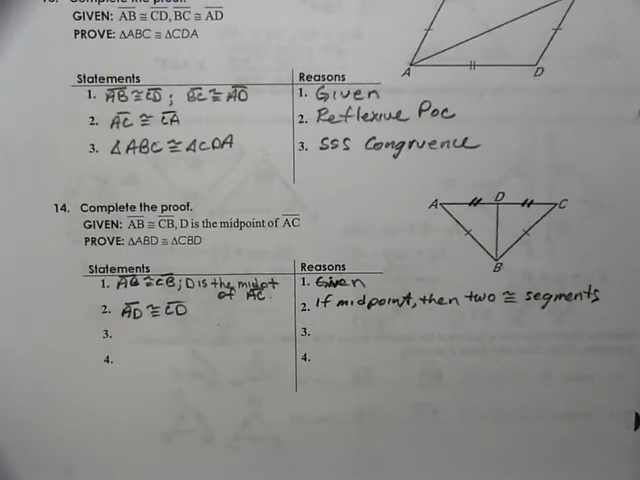 GIVEN: AB ≅ CD, BC ≅ AD
PROVE: ΔABC ≅ ΔCDA
A
D
Statements
Reasons
1. AB ≅ CD ; BC ≅ AD
1. Given
2. AC ≅ CA
2. Reflexive PoC
3. ΔABC ≅ ΔCDA
3. SSS Congruence
14. Complete the proof.
GIVEN: AB ≅ CB, D is the midpoint of AC
PROVE: ΔABD ≅ ΔCBD
A
D
C
B
Statements
Reasons
1. AB ≅ CB; D is the midpt
of AC.
1. Given
2. AD ≅ CD
2. If midpoint, then two ≅ segments
3.
3.
4.
4.